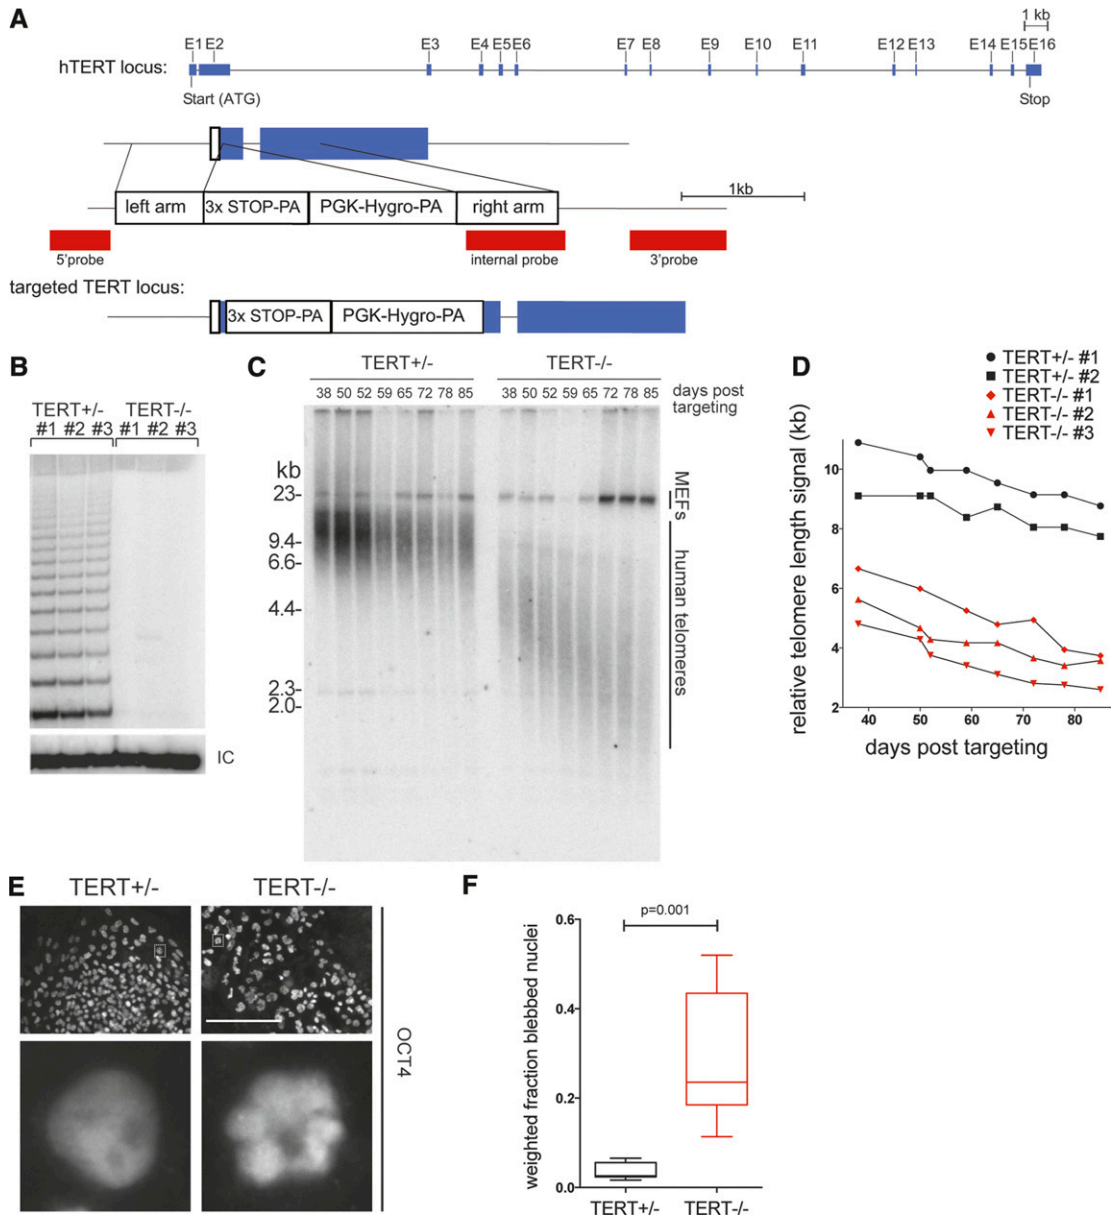 A
1 kb
E1 E2 E3 E4 E5 E6 E7 E8 E9 E10 E11 E12 E13 E14 E15 E16
hTERT locus:
Start (ATG)
Stop
left arm
3x STOP-PA
PGK-Hygro-PA
right arm
1kb
5'probe
internal probe
3'probe
targeted TERT locus:
3x STOP-PA
PGK-Hygro-PA
B
TERT+/- TERT-/-
#1 #2 #3 #1 #2 #3
IC
C
TERT+/- TERT-/-
38 50 52 59 65 72 78 85 38 50 52 59 65 72 78 85
days post
targeting
kb
23-
9.4-
6.6-
4.4-
2.3-
2.0-
MEFs
human telomeres
D
TERT+/- #1
TERT+/- #2
TERT-/- #1
TERT-/- #2
TERT-/- #3
relative telomere length signal (kb)
10
8
6
4
2
40 50 60 70 80
days post targeting
E
TERT+/- TERT-/-
OCT4
F
p=0.001
weighted fraction blebbed nuclei
0.6
0.4
0.2
0.0
TERT+/- TERT-/-